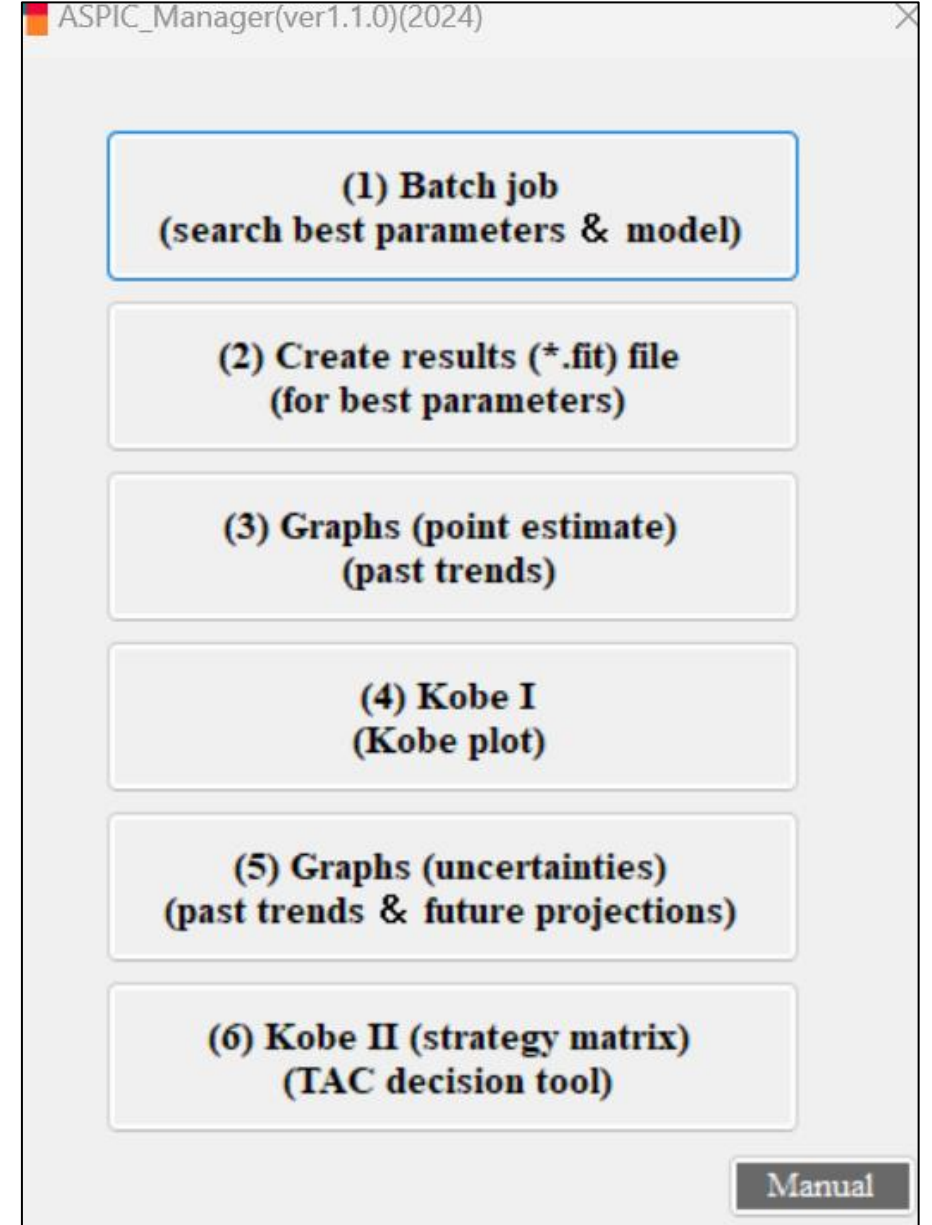 ASPIC_Manager(ver1.1.0)(2024)
(1) Batch job
(search best parameters & model)
(2) Create results (*.fit) file
(for best parameters)
(3) Graphs (point estimate)
(past trends)
(4) Kobe I
(Kobe plot)
(5) Graphs (uncertainties)
(past trends & future projections)
(6) Kobe II (strategy matrix)
(TAC decision tool)
Manual